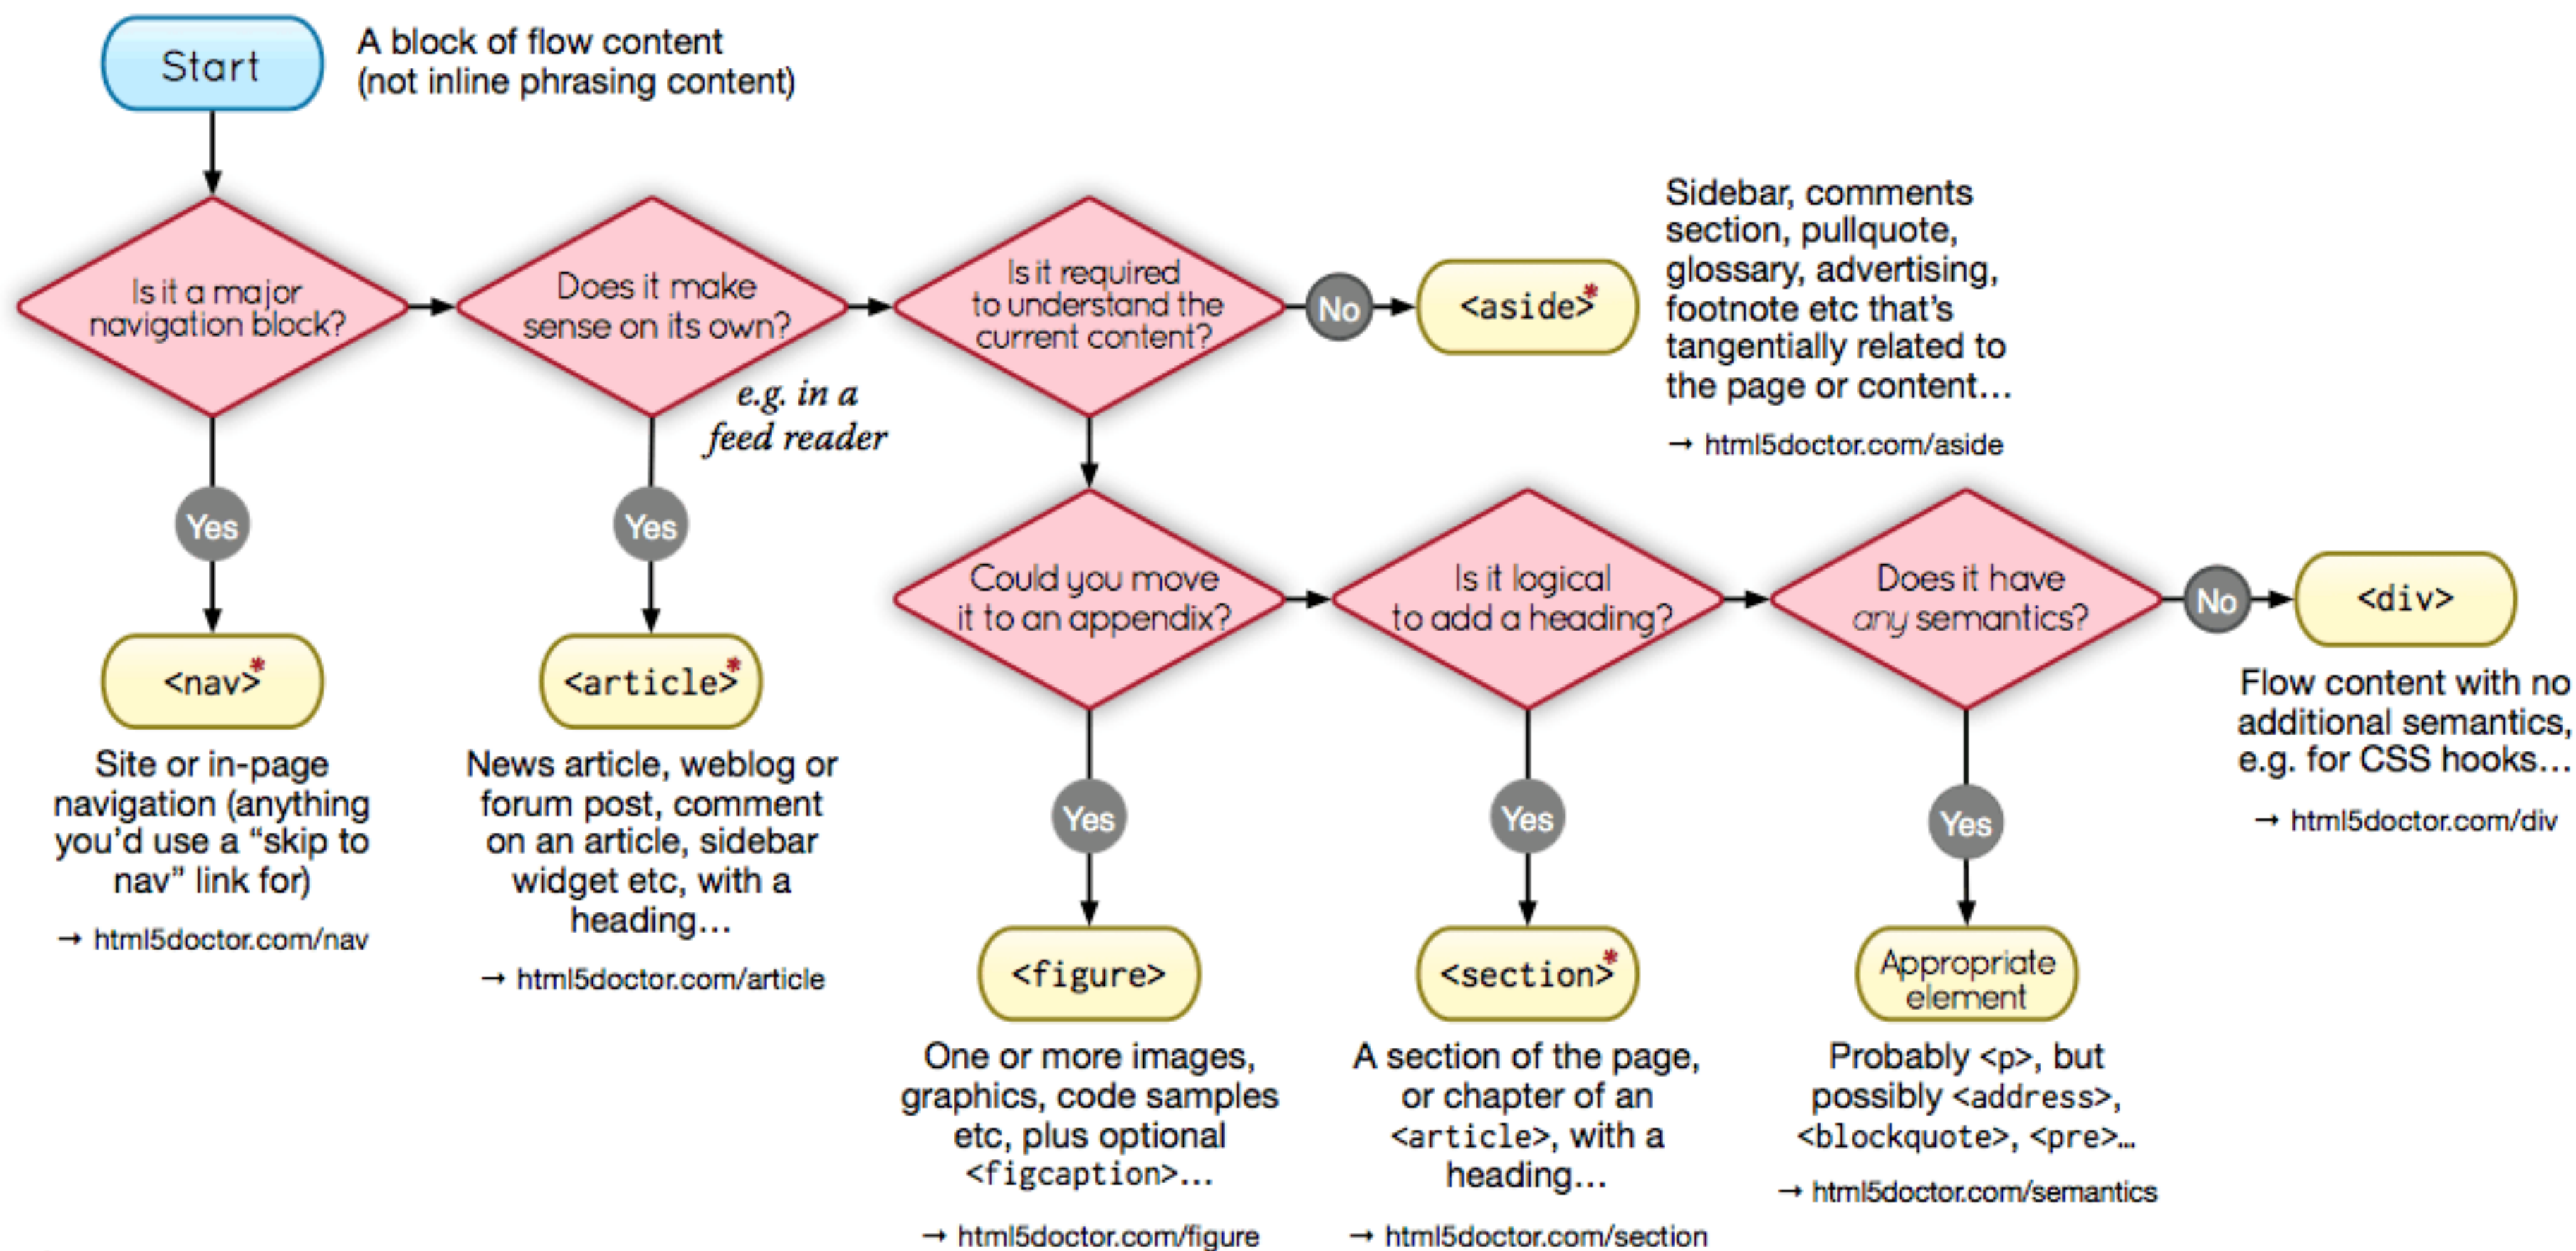 Start
A block of flow content
(not inline phrasing content)
Is it a major
navigation block?
Does it make
sense on its own?
e.g. in a
feed reader
Is it required
to understand the
current content?
No
<aside>*
Sidebar, comments
section, pullquote,
glossary, advertising,
footnote etc that’s
tangentially related to
the page or content…
→ html5doctor.com/aside
Yes
<nav>*
Site or in-page
navigation (anything
you’d use a “skip to
nav” link for)
→ html5doctor.com/nav
Yes
<article>*
News article, weblog or
forum post, comment
on an article, sidebar
widget etc, with a
heading…
→ html5doctor.com/article
Could you move
it to an appendix?
Is it logical
to add a heading?
Does it have
any semantics?
No
<div>
Flow content with no
additional semantics,
e.g. for CSS hooks…
→ html5doctor.com/div
Yes
<figure>
One or more images,
graphics, code samples
etc, plus optional
<figcaption>…
→ html5doctor.com/figure
Yes
<section>*
A section of the page,
or chapter of an
<article>, with a
heading…
→ html5doctor.com/section
Yes
Appropriate
element
Probably <p>, but
possibly <address>,
<blockquote>, <pre>…
→ html5doctor.com/semantics